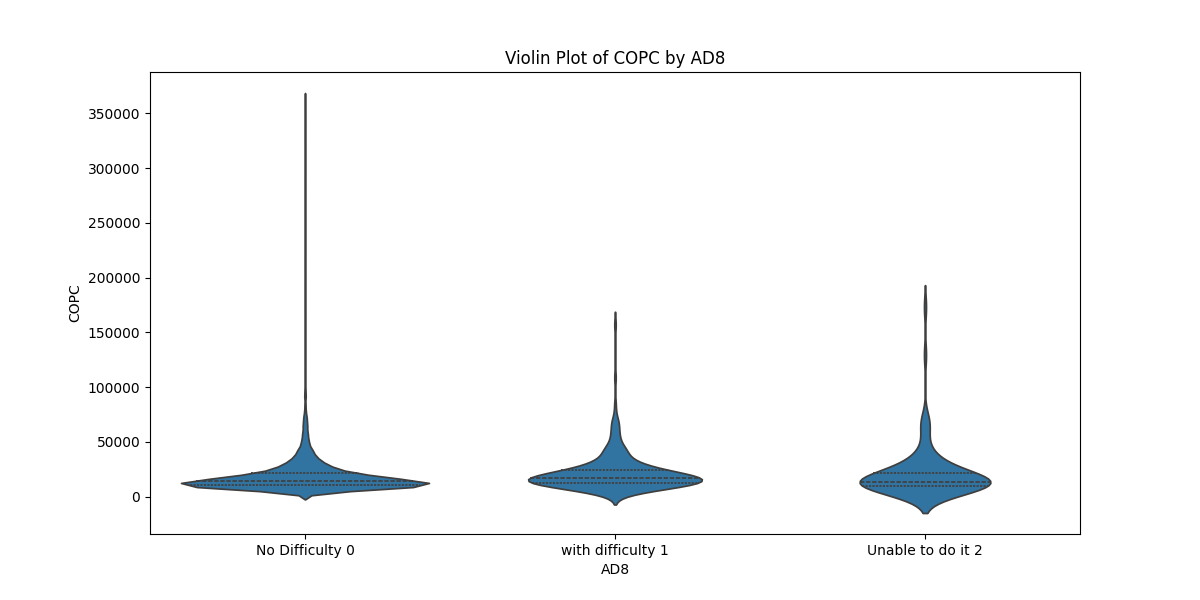 Violin Plot of COPC by AD8
350000
300000
250000
200000
150000
100000
50000
0
COPC
No Difficulty 0
with difficulty 1
Unable to do it 2
AD8